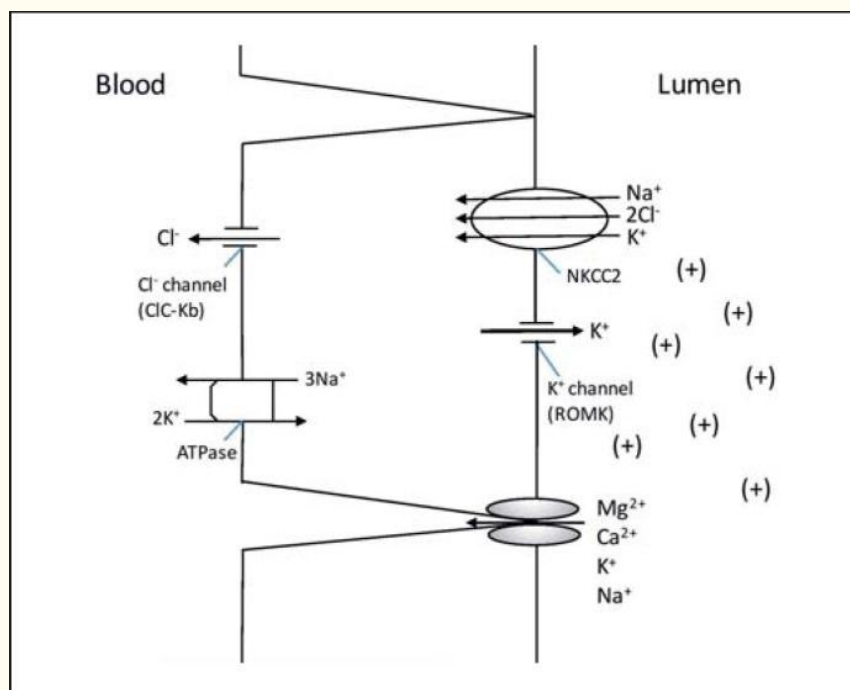 Blood
Lumen
Na⁺
2Cl⁻
K⁺
Cl⁻
NKCC2
Cl⁻ channel
(ClC-Kb)
(+)
(+)
K⁺
(+)
(+)
3Na⁺
K⁺ channel
(ROMK)
2K⁺
(+)
(+)
ATPase
(+)
Mg²⁺
Ca²⁺
K⁺
Na⁺